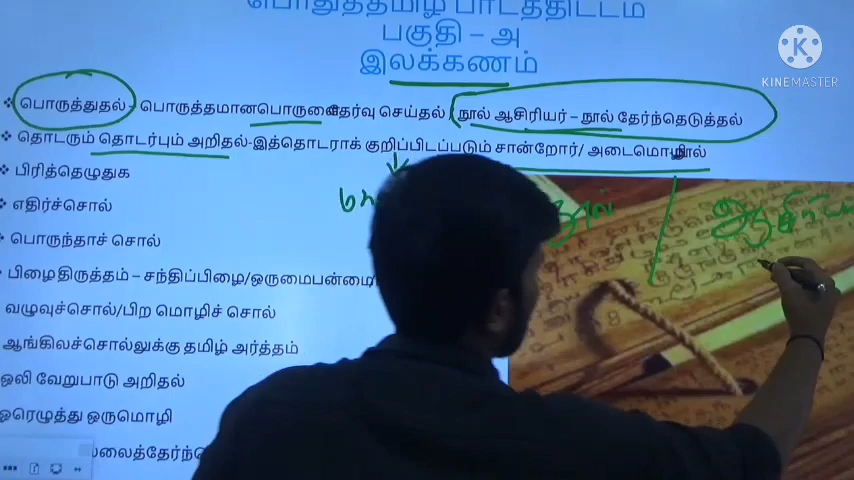 பொதுத்தமிழ் பாடத்திட்டம்
பகுதி – அ
இலக்கணம்
KINEMASTER
பொருத்துதல் - பொருத்தமானபொருளை தேர்வு செய்தல் / நூல் ஆசிரியர் – நூல் தேர்ந்தெடுத்தல்
தொடரும் தொடர்பும் அறிதல்-இத்தொடராக் குறிப்பிடப்படும் சான்றோர்/ அடைமொழி நூல்
பிரித்தெழுதுக
எதிர்ச்சொல்
பொருந்தாச் சொல்
பிழைதிருத்தம் – சந்திப்பிழை/ஒருமைபன்மை
வழுவுச்சொல்/பிற மொழிச் சொல்
ஆங்கிலச்சொல்லுக்கு தமிழ் அர்த்தம்
ஒலி வேறுபாடு அறிதல்
ஓரெழுத்து ஒருமொழி
நூல் /